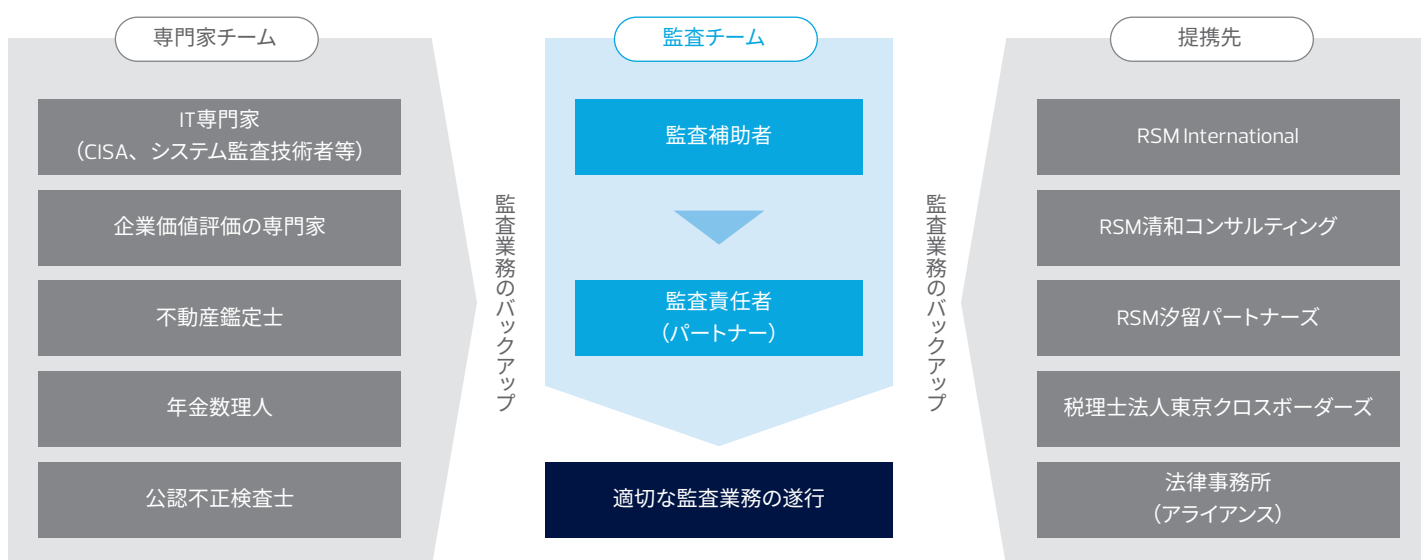 専門家チーム
IT専門家
（CISA、システム監査技術者等）
企業価値評価の専門家
不動産鑑定士
年金数理人
公認不正検査士
監査業務のバックアップ
監査チーム
監査補助者
監査責任者
（パートナー）
適切な監査業務の遂行
監査業務のバックアップ
提携先
RSM International
RSM清和コンサルティング
RSM汐留パートナーズ
税理士法人東京クロスボーダーズ
法律事務所
（アライアンス）